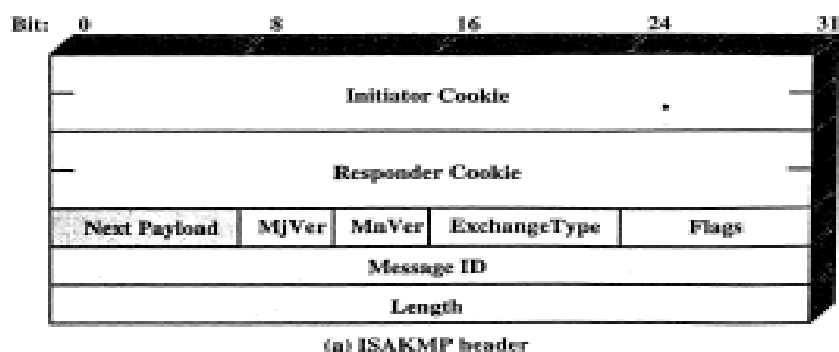 Bit: 0 8 16 24 31
Initiator Cookie
Responder Cookie
Next Payload MjVer MnVer ExchangeType Flags
Message ID
Length
(a) ISAKMP header